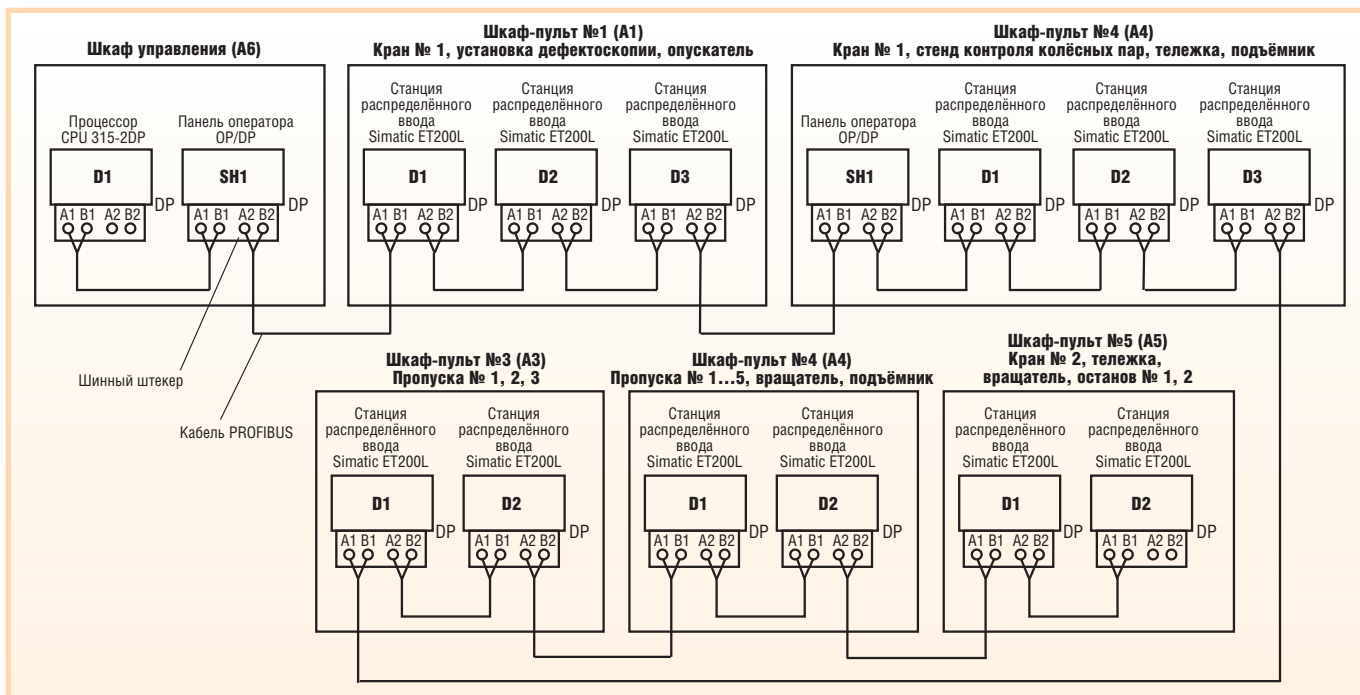 Шкаф управления (А6)
Процессор
CPU 315-2DP
Панель оператора
OP/DP
D1
SH1
DP
DP
A1 B1 A2 B2
A1 B1 A2 B2
Шкаф-пульт №1 (А1)
Кран № 1, установка дефектоскопии, опускатель
Станция
распределённого
ввода
Simatic ET200L
Станция
распределённого
ввода
Simatic ET200L
Станция
распределённого
ввода
Simatic ET200L
D1
D2
D3
DP
DP
DP
A1 B1 A2 B2
A1 B1 A2 B2
A1 B1 A2 B2
Шкаф-пульт №4 (А4)
Кран № 1, стенд контроля колёсных пар, тележка, подъёмник
Панель оператора
OP/DP
Станция
распределённого
ввода
Simatic ET200L
Станция
распределённого
ввода
Simatic ET200L
Станция
распределённого
ввода
Simatic ET200L
SH1
D1
D2
D3
DP
DP
DP
DP
A1 B1 A2 B2
A1 B1 A2 B2
A1 B1 A2 B2
A1 B1 A2 B2
Шинный штекер
Кабель PROFIBUS
Шкаф-пульт №3 (А3)
Пропуска № 1, 2, 3
Станция
распределённого
ввода
Simatic ET200L
Станция
распределённого
ввода
Simatic ET200L
D1
D2
DP
DP
A1 B1 A2 B2
A1 B1 A2 B2
Шкаф-пульт №4 (А4)
Пропуска № 1...5, вращатель, подъёмник
Станция
распределённого
ввода
Simatic ET200L
Станция
распределённого
ввода
Simatic ET200L
D1
D2
DP
DP
A1 B1 A2 B2
A1 B1 A2 B2
Шкаф-пульт №5 (А5)
Кран № 2, тележка,
вращатель, останов № 1, 2
Станция
распределённого
ввода
Simatic ET200L
Станция
распределённого
ввода
Simatic ET200L
D1
D2
DP
DP
A1 B1 A2 B2
A1 B1 A2 B2